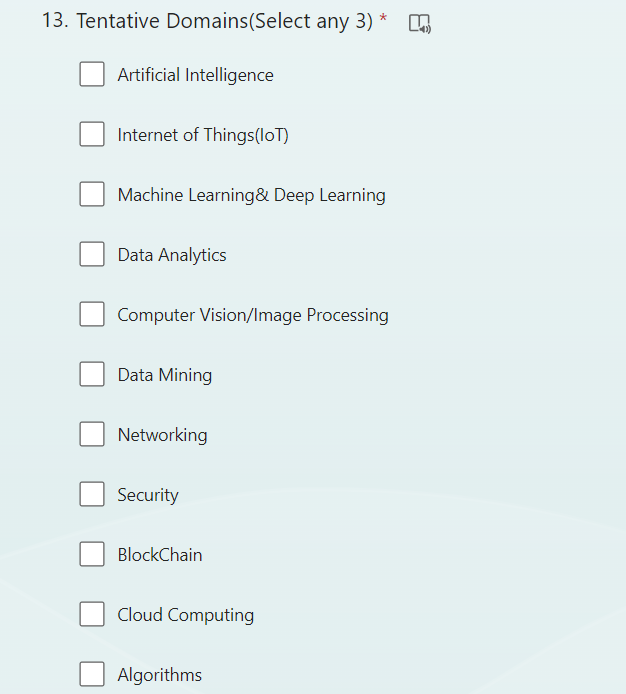 13. Tentative Domains(Select any 3) *
Artificial Intelligence
Internet of Things(IoT)
Machine Learning& Deep Learning
Data Analytics
Computer Vision/Image Processing
Data Mining
Networking
Security
BlockChain
Cloud Computing
Algorithms